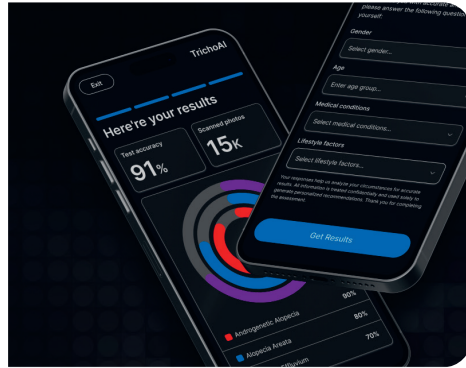 TrichoAI
Exit
Here're your results
Test accuracy
91%
Scanned photos
15K
90%
Androgenetic Alopecia
80%
Alopecia Areata
70%
Effluvium
please answer the following question
yourself:
Gender
Select gender...
Age
Enter age group...
Medical conditions
Select medical conditions...
Lifestyle factors
Select lifestyle factors...
Your responses help us analyze your circumstances for accurate
results. All information is treated confidentially and used solely to
generate personalized recommendations. Thank you for completing
the assessment.
Get Results